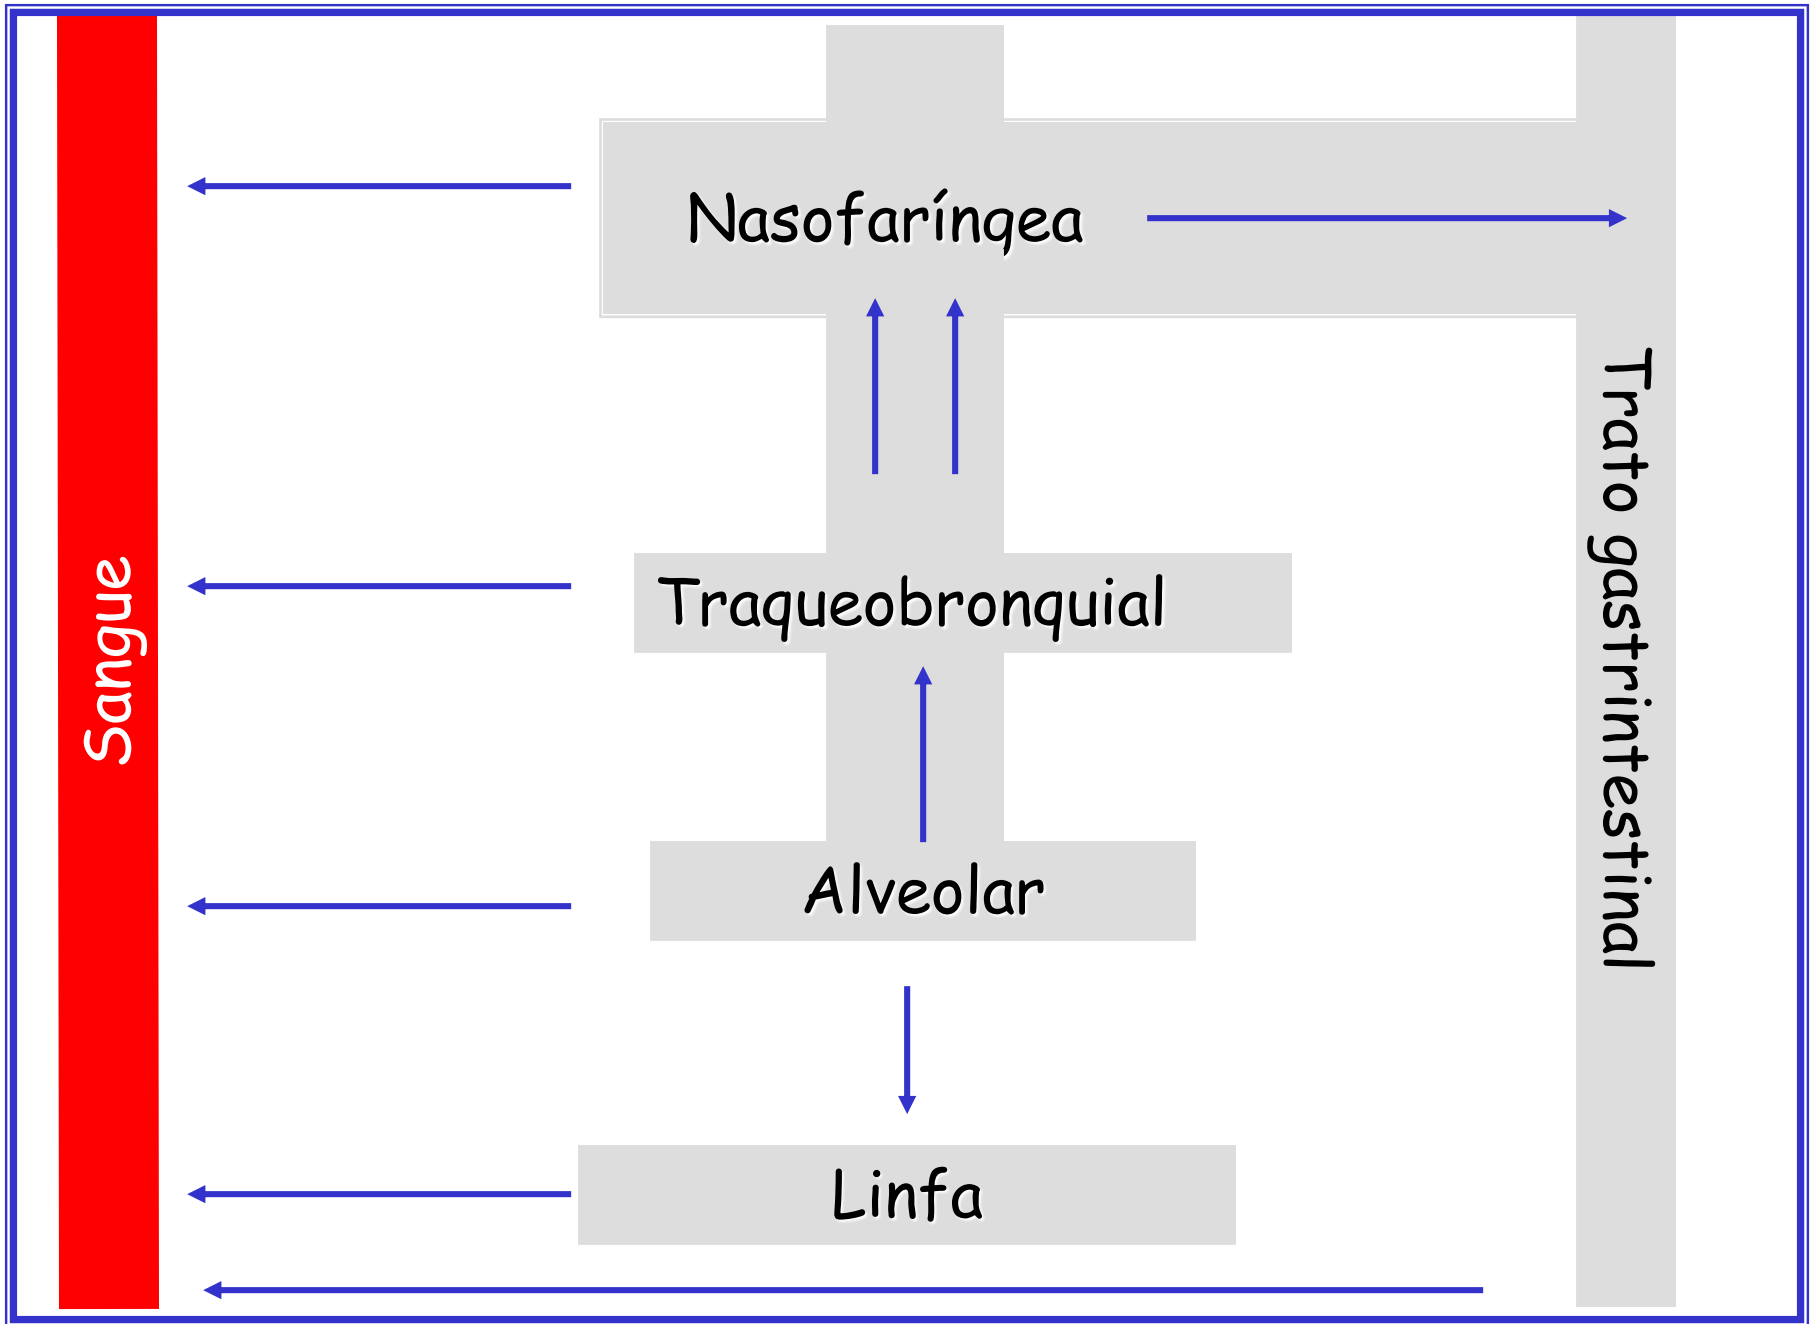 Nasofaríngea
Traqueobronquial
Alveolar
Linfa
Sangue
Trato gastrintestinal